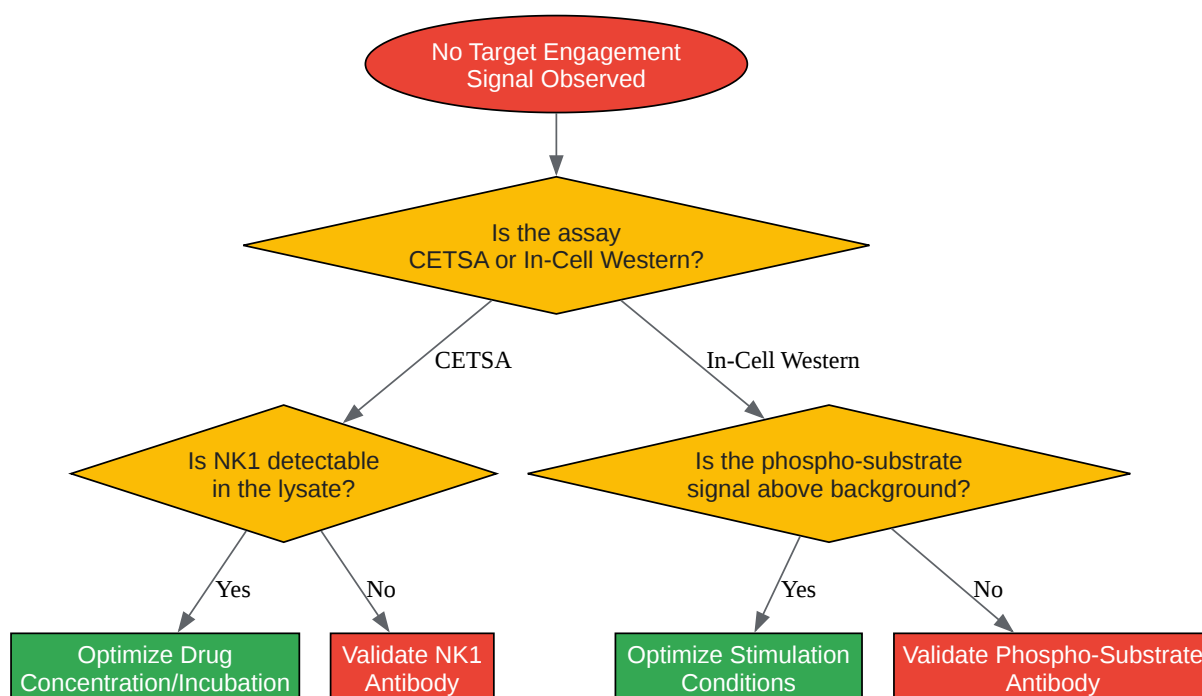 No Target Engagement
Signal Observed
Is the assay
CETSA or In-Cell Western?
CETSA
In-Cell Western
Is NK1 detectable
in the lysate?
Is the phospho-substrate
signal above background?
Yes
No
Yes
No
Optimize Drug
Concentration/Incubation
Validate NK1
Antibody
Optimize Stimulation
Conditions
Validate Phospho-Substrate
Antibody